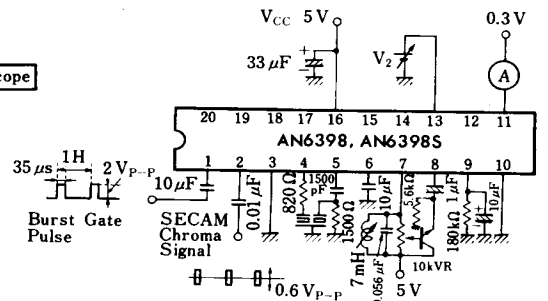 V_CC 5V
0.3V
33μF
V₂
A
cope
20 19 18 17 16 15 14 13 12 11
AN6398, AN6398S
1 2 3 4 5 6 7 8 9 10
35μs
1H
2V_P-P
Burst Gate
Pulse
10μF
0.01μF
SECAM
Chroma
Signal
0.6V_P-P
820Ω
1500
pF
1500Ω
7mH
10μF
0.056μF
5.6kΩ
1μF
10kVR
5V
180kΩ
10μF